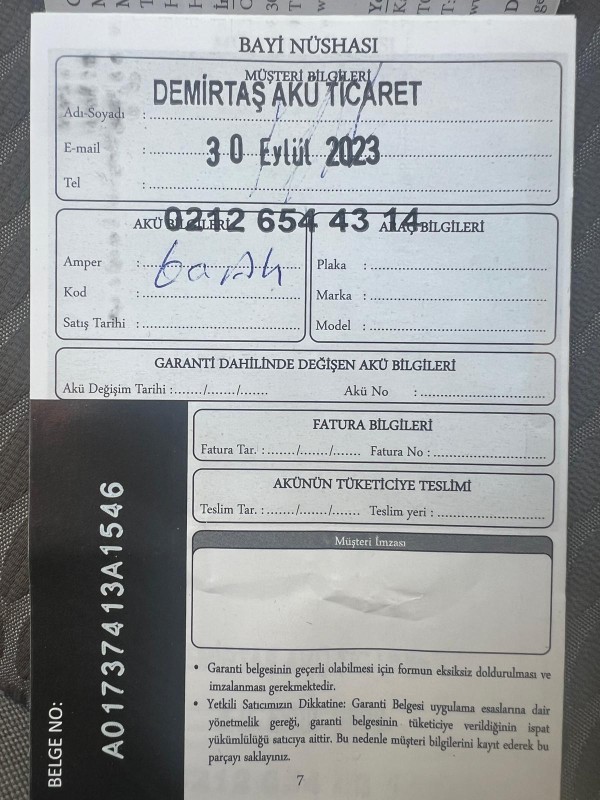 BAYİ NÜSHASI
MÜŞTERİ BİLGİLERİ
DEMİRTAŞ AKÜ TİCARET
Adı-Soyadı :
E-mail :
30 Eylül 2023
Tel :
0212 654 43 14
AKÜ BİLGİLERİ
Amper : 60 Ah
Kod :
Satış Tarihi :
ARAÇ BİLGİLERİ
Plaka :
Marka :
Model :
GARANTİ DAHİLİNDE DEĞİŞEN AKÜ BİLGİLERİ
Akü Değişim Tarihi :....../......./....... Akü No :
FATURA BİLGİLERİ
Fatura Tar. :......./......./....... Fatura No :
AKÜNÜN TÜKETİCİYE TESLİMİ
Teslim Tar. :......./......./....... Teslim yeri :
Müşteri İmzası
• Garanti belgesinin geçerli olabilmesi için formun eksiksiz doldurulması ve
imzalanması gerekmektedir.
• Yetkili Satıcımızın Dikkatine: Garanti Belgesi uygulama esaslarına dair
yönetmelik gereği, garanti belgesinin tüketiciye verildiğinin ispat
yükümlülüğü satıcıya aittir. Bu nedenle müşteri bilgilerini kayıt ederek bu
parçayı saklayınız.
7
BELGE NO:
A01737413A1546